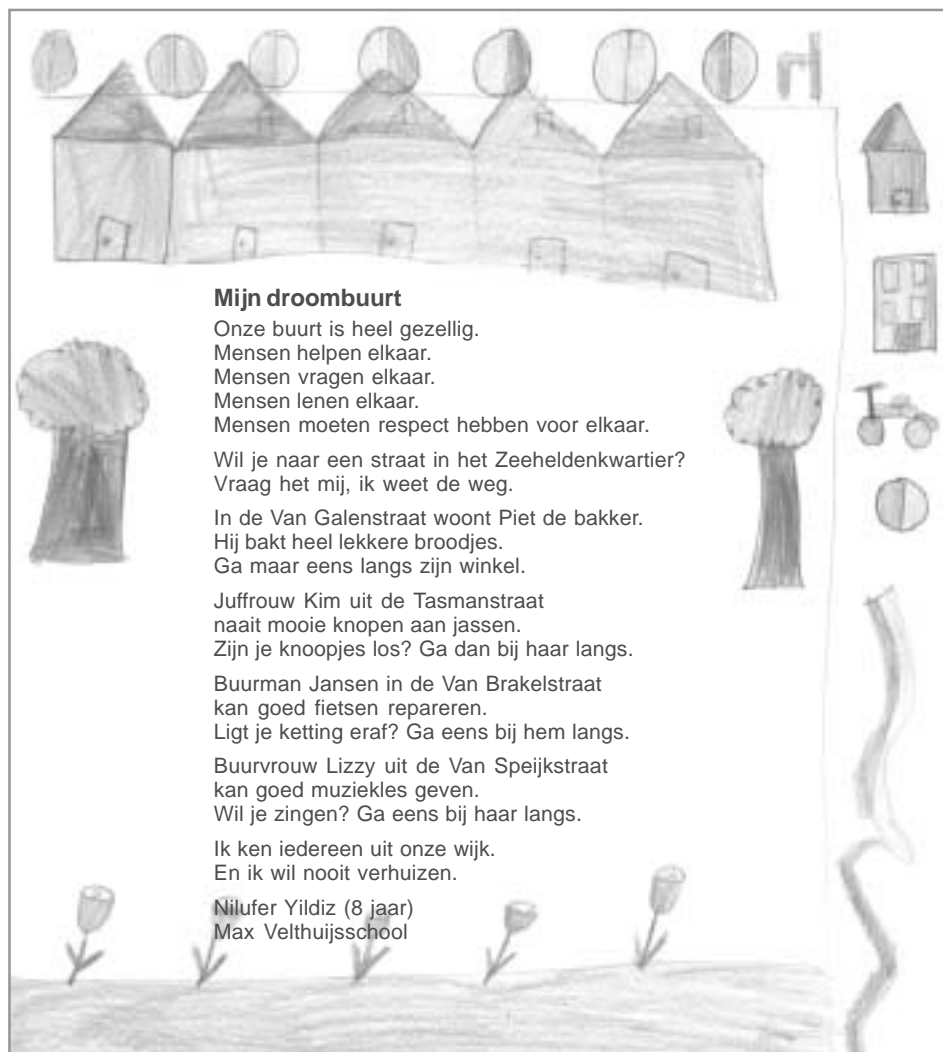 Mijn droombuurt
Onze buurt is heel gezellig.
Mensen helpen elkaar.
Mensen vragen elkaar.
Mensen lenen elkaar.
Mensen moeten respect hebben voor elkaar.
Wil je naar een straat in het Zeeheldenkwartier?
Vraag het mij, ik weet de weg.
In de Van Galenstraat woont Piet de bakker.
Hij bakt heel lekkere broodjes.
Ga maar eens langs zijn winkel.
Juffrouw Kim uit de Tasmanstraat
naait mooie knopen aan jassen.
Zijn je knoopjes los? Ga dan bij haar langs.
Buurman Jansen in de Van Brakelstraat
kan goed fietsen repareren.
Ligt je ketting eraf? Ga eens bij hem langs.
Buurvrouw Lizzy uit de Van Speijkstraat
kan goed muziekles geven.
Wil je zingen? Ga eens bij haar langs.
Ik ken iedereen uit onze wijk.
En ik wil nooit verhuizen.
Nilufer Yildiz (8 jaar)
Max Velthuijsschool